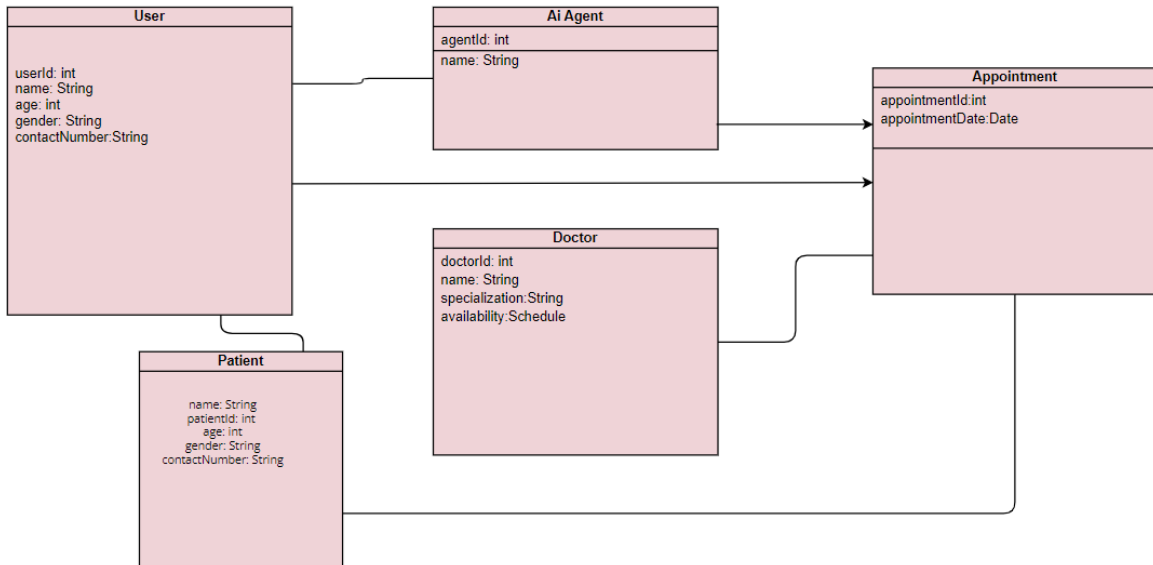 User
userId: int
name: String
age: int
gender: String
contactNumber:String
Ai Agent
agentId: int
name: String
Appointment
appointmentId:int
appointmentDate:Date
Doctor
doctorId: int
name: String
specialization:String
availability:Schedule
Patient
name: String
patientId: int
age: int
gender: String
contactNumber: String